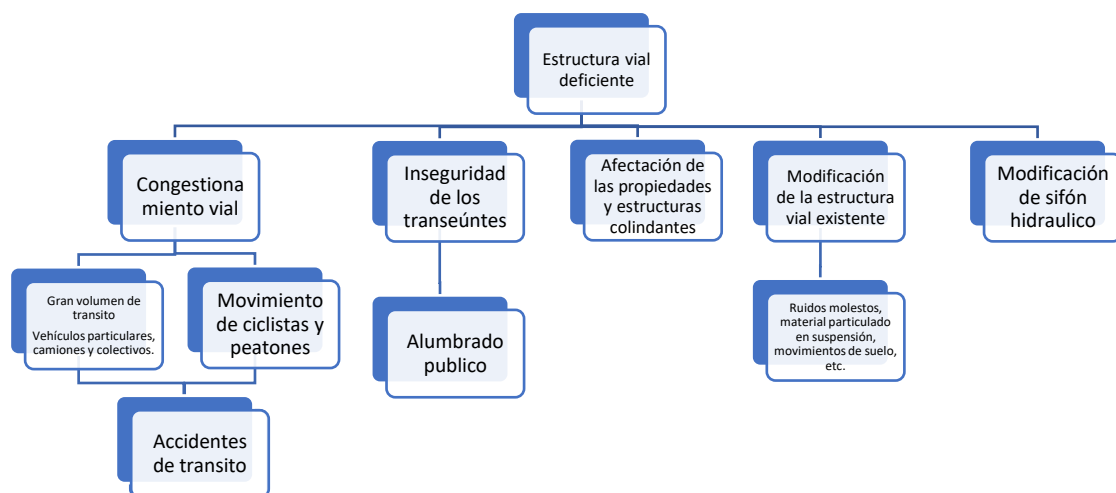 Estructura vial
deficiente
Congestiona
miento vial
Inseguridad
de los
transeúntes
Afectación de
las propiedades
y estructuras
colindantes
Modificación
de la estructura
vial existente
Modificación
de sifón
hidraulico
Gran volumen de
transito
Vehículos particulares,
camiones y colectivos.
Movimiento
de ciclistas y
peatones
Alumbrado
publico
Ruidos molestos,
material particulado
en suspensión,
movimientos de suelo,
etc.
Accidentes
de transito